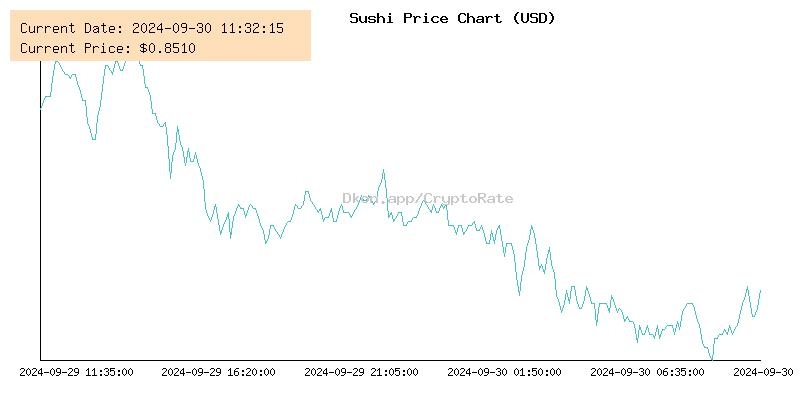 Sushi Price Chart (USD)
Current Date: 2024-09-30 11:32:15
Current Price: $0.8510
Dkod.app/CryptoRate
2024-09-29 11:35:00 2024-09-29 16:20:00 2024-09-29 21:05:00 2024-09-30 01:50:00 2024-09-30 06:35:00 2024-09-30